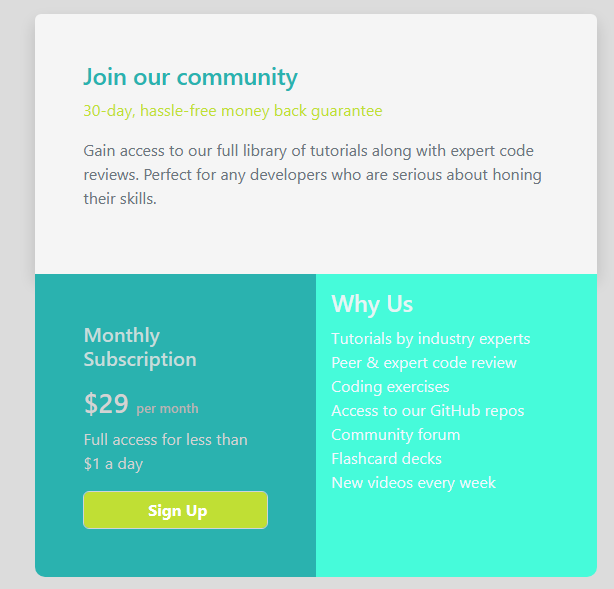 Join our community
30-day, hassle-free money back guarantee
Gain access to our full library of tutorials along with expert code
reviews. Perfect for any developers who are serious about honing
their skills.
Monthly
Subscription
$29 per month
Full access for less than
$1 a day
Sign Up
Why Us
Tutorials by industry experts
Peer & expert code review
Coding exercises
Access to our GitHub repos
Community forum
Flashcard decks
New videos every week